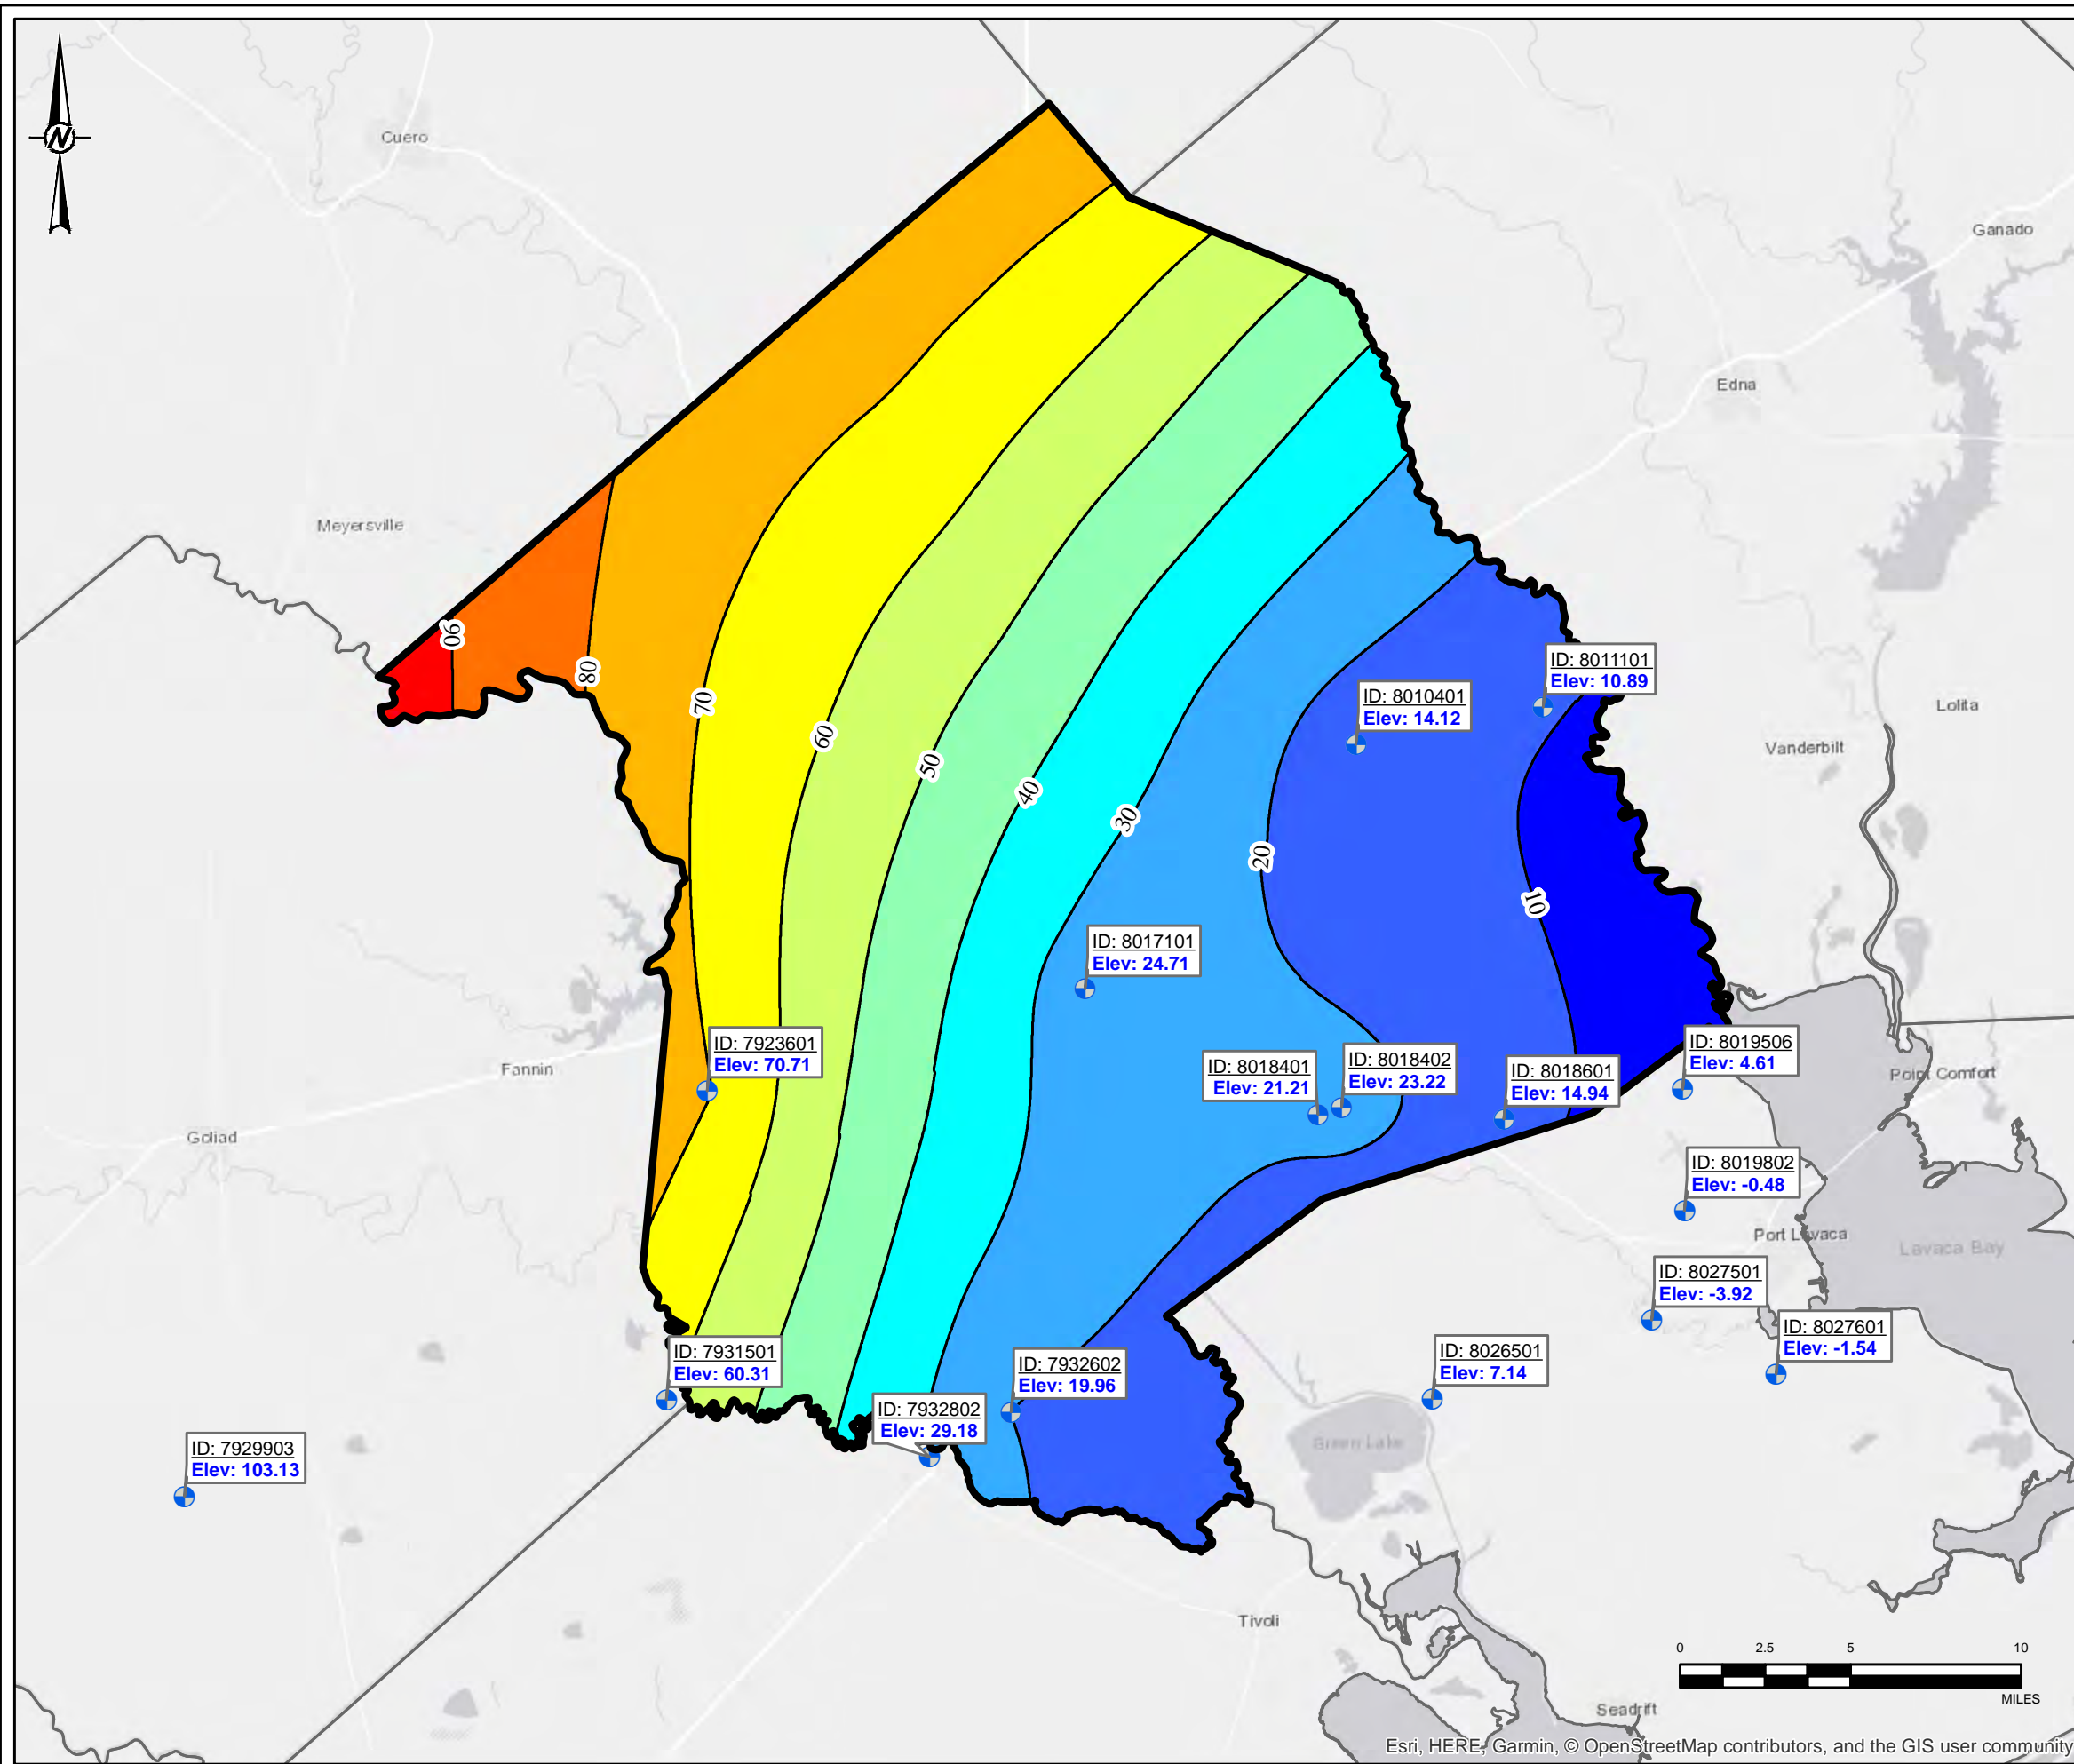 N
Cuero
Ganado
Edna
Meyersville
90
80
70
60
50
40
30
20
10
ID: 8011101
Elev: 10.89
ID: 8010401
Elev: 14.12
Lolita
Vanderbilt
ID: 8017101
Elev: 24.71
ID: 7923601
Elev: 70.71
Fannin
ID: 8018401
Elev: 21.21
ID: 8018402
Elev: 23.22
ID: 8018601
Elev: 14.94
ID: 8019506
Elev: 4.61
Point Comfort
Goliad
ID: 8019802
Elev: -0.48
Port Lavaca
Lavaca Bay
ID: 8027501
Elev: -3.92
ID: 8027601
Elev: -1.54
ID: 7931501
Elev: 60.31
ID: 7932602
Elev: 19.96
ID: 8026501
Elev: 7.14
ID: 7932802
Elev: 29.18
Green Lake
ID: 7929903
Elev: 103.13
Tivoli
0 2.5 5 10
MILES
Seadrift
Esri, HERE, Garmin, © OpenStreetMap contributors, and the GIS user community